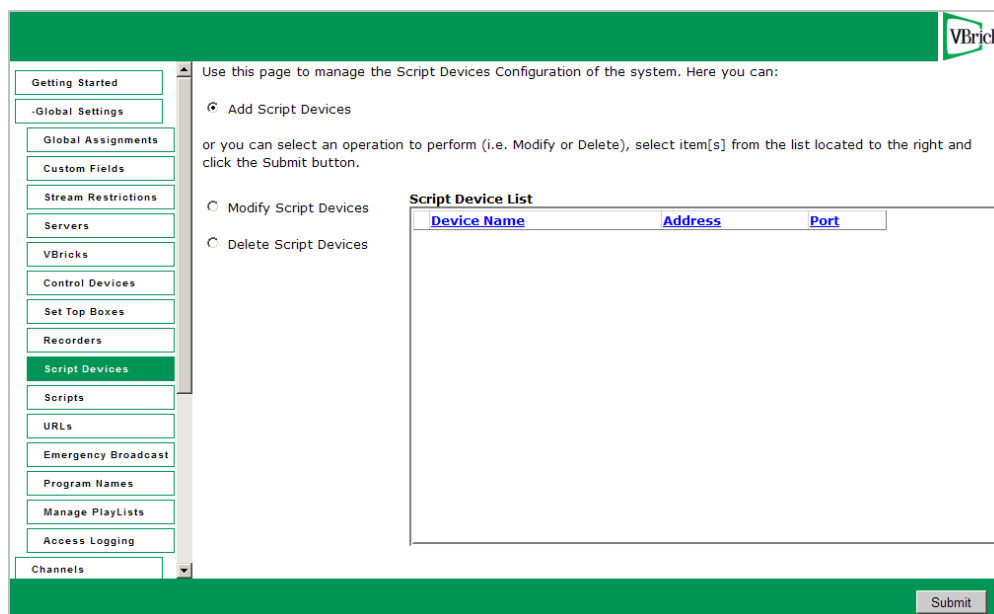 VBrick
Getting Started
-Global Settings
Global Assignments
Custom Fields
Stream Restrictions
Servers
VBricks
Control Devices
Set Top Boxes
Recorders
Script Devices
Scripts
URLs
Emergency Broadcast
Program Names
Manage PlayLists
Access Logging
Channels
Use this page to manage the Script Devices Configuration of the system. Here you can:
Add Script Devices
or you can select an operation to perform (i.e. Modify or Delete), select item[s] from the list located to the right and
click the Submit button.
Modify Script Devices
Delete Script Devices
Script Device List
Device Name Address Port
Submit